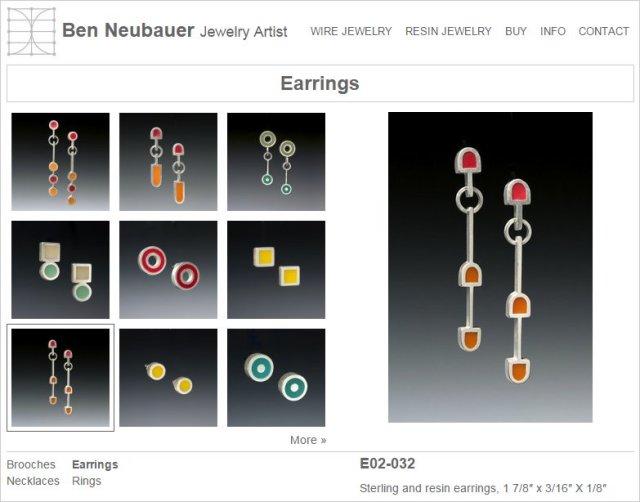 Ben Neubauer Jewelry Artist
WIRE JEWELRY RESIN JEWELRY BUY INFO CONTACT
Earrings
More »
Brooches Earrings
Necklaces Rings
E02-032
Sterling and resin earrings, 1 7/8″ x 3/16″ X 1/8″